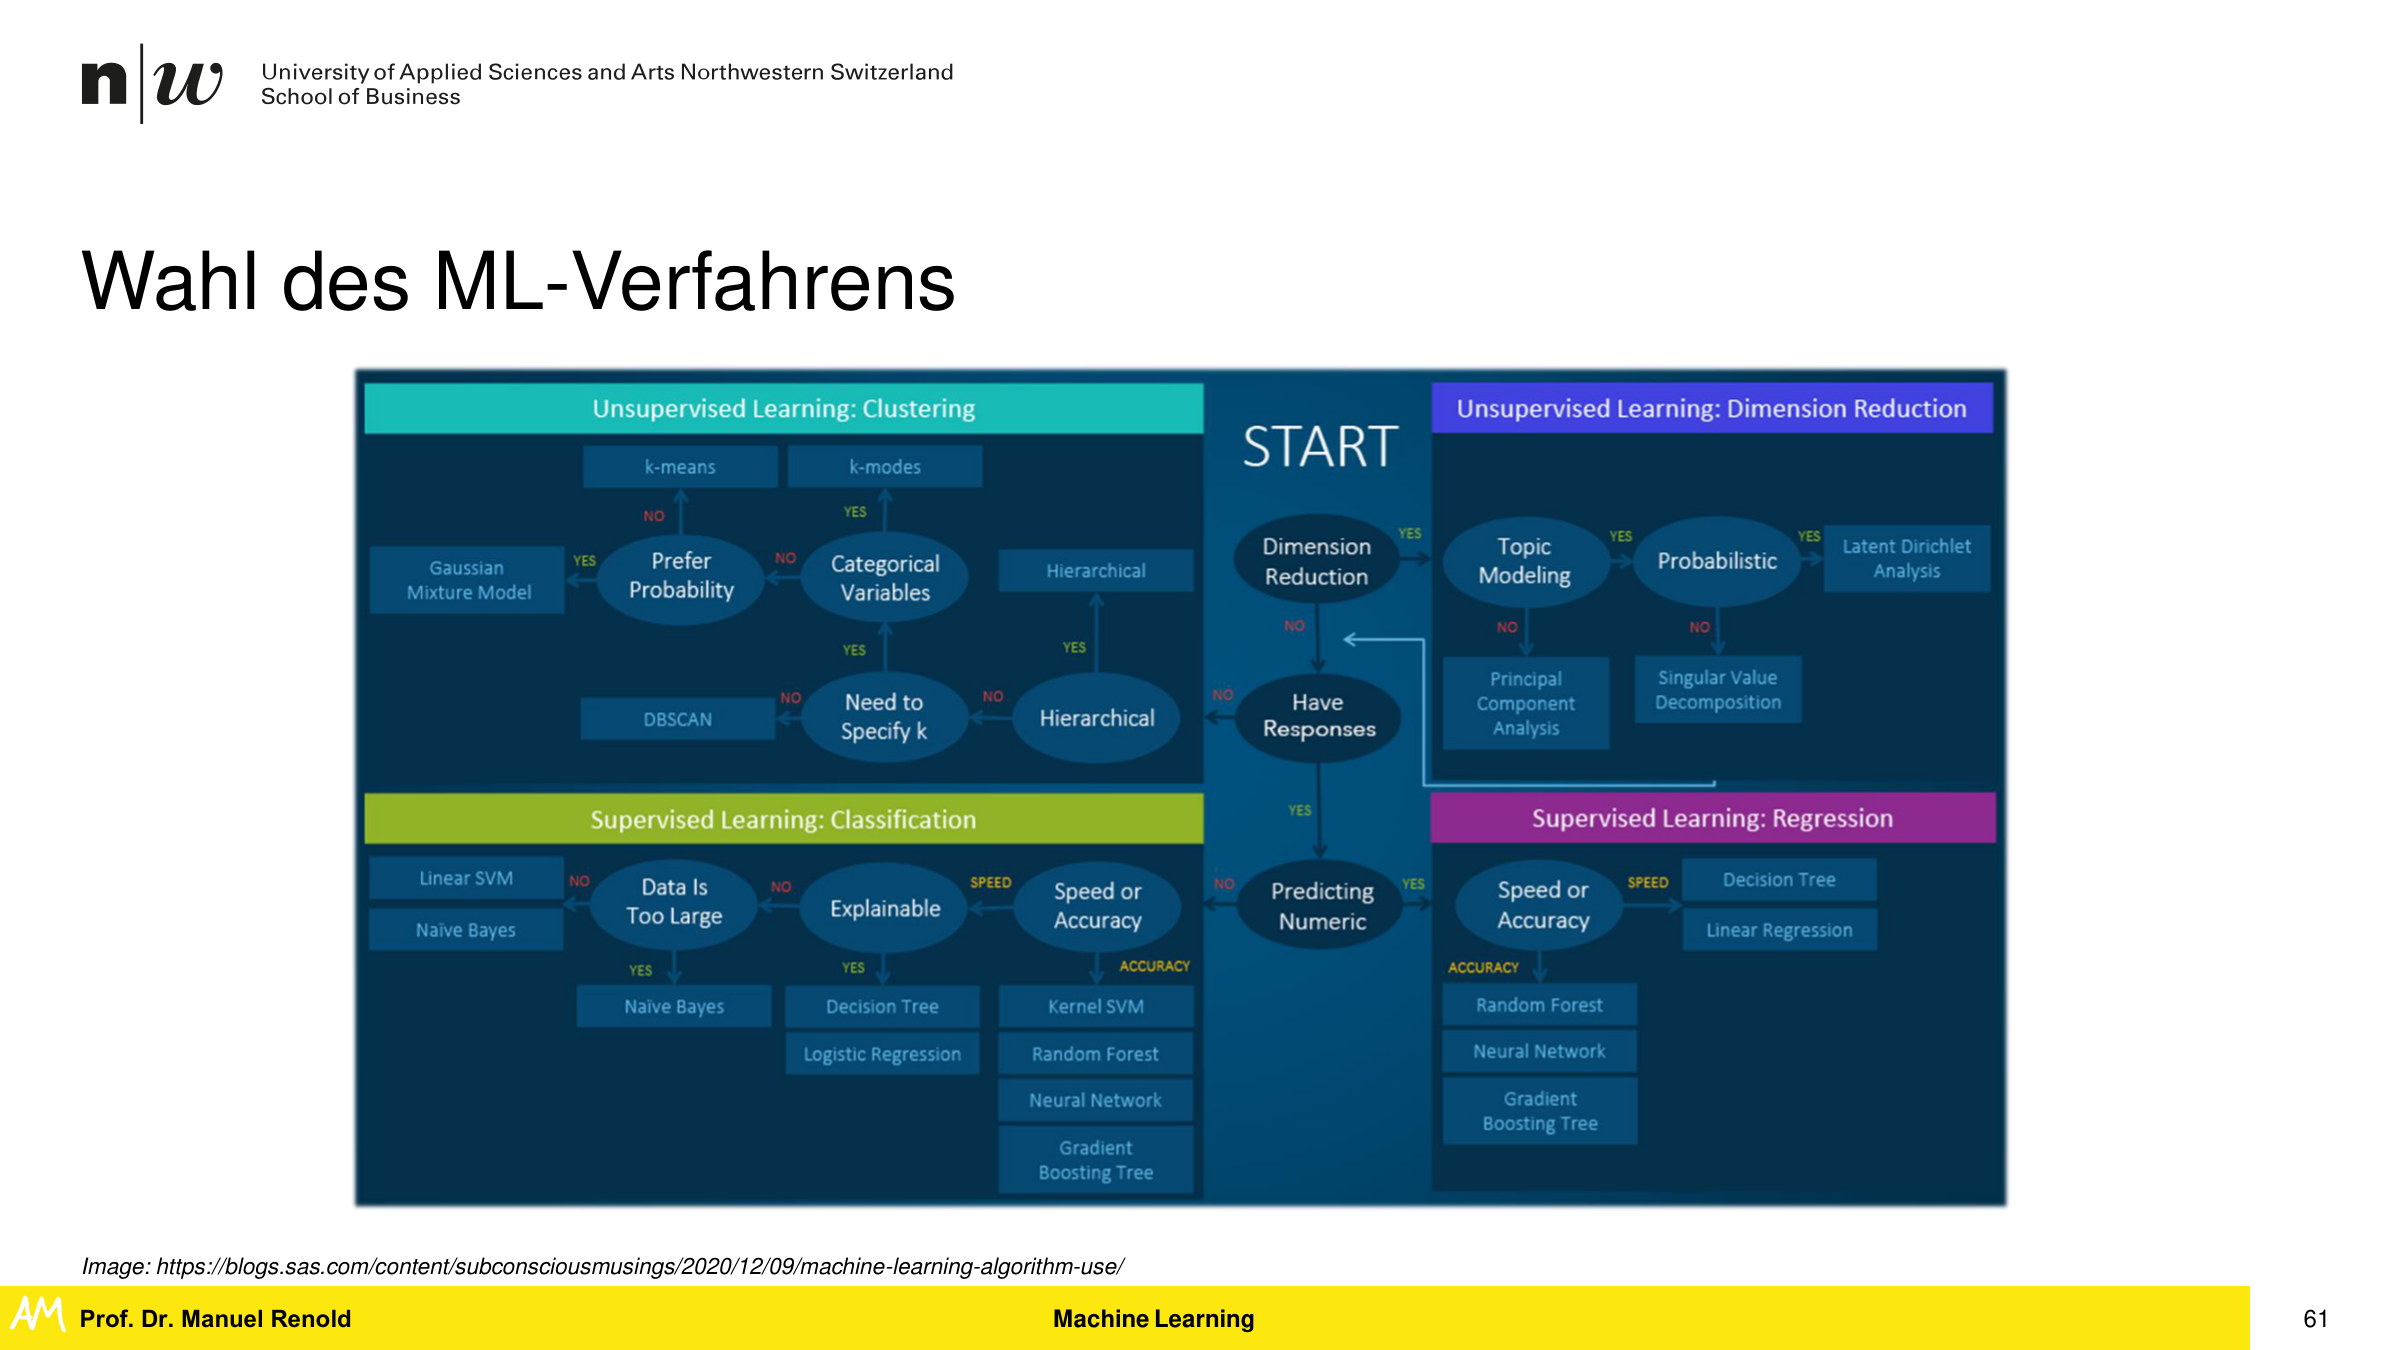 n|w
University of Applied Sciences and Arts Northwestern Switzerland
School of Business
Wahl des ML-Verfahrens
Unsupervised Learning: Clustering
k-means
k-modes
NO
YES
Gaussian
Mixture Model
YES
Prefer
Probability
NO
Categorical
Variables
Hierarchical
YES
YES
DBSCAN
NO
Need to
Specify k
NO
Hierarchical
START
Dimension
Reduction
YES
NO
NO
Have
Responses
YES
NO
Predicting
Numeric
YES
Unsupervised Learning: Dimension Reduction
Topic
Modeling
YES
Probabilistic
YES
Latent Dirichlet
Analysis
NO
NO
Principal
Component
Analysis
Singular Value
Decomposition
Supervised Learning: Classification
Linear SVM
Naïve Bayes
NO
Data Is
Too Large
NO
Explainable
SPEED
Speed or
Accuracy
YES
YES
ACCURACY
Naïve Bayes
Decision Tree
Logistic Regression
Kernel SVM
Random Forest
Neural Network
Gradient
Boosting Tree
Supervised Learning: Regression
Speed or
Accuracy
SPEED
Decision Tree
Linear Regression
ACCURACY
Random Forest
Neural Network
Gradient
Boosting Tree
Image: https://blogs.sas.com/content/subconsciousmusings/2020/12/09/machine-learning-algorithm-use/
AM
Prof. Dr. Manuel Renold
Machine Learning
61